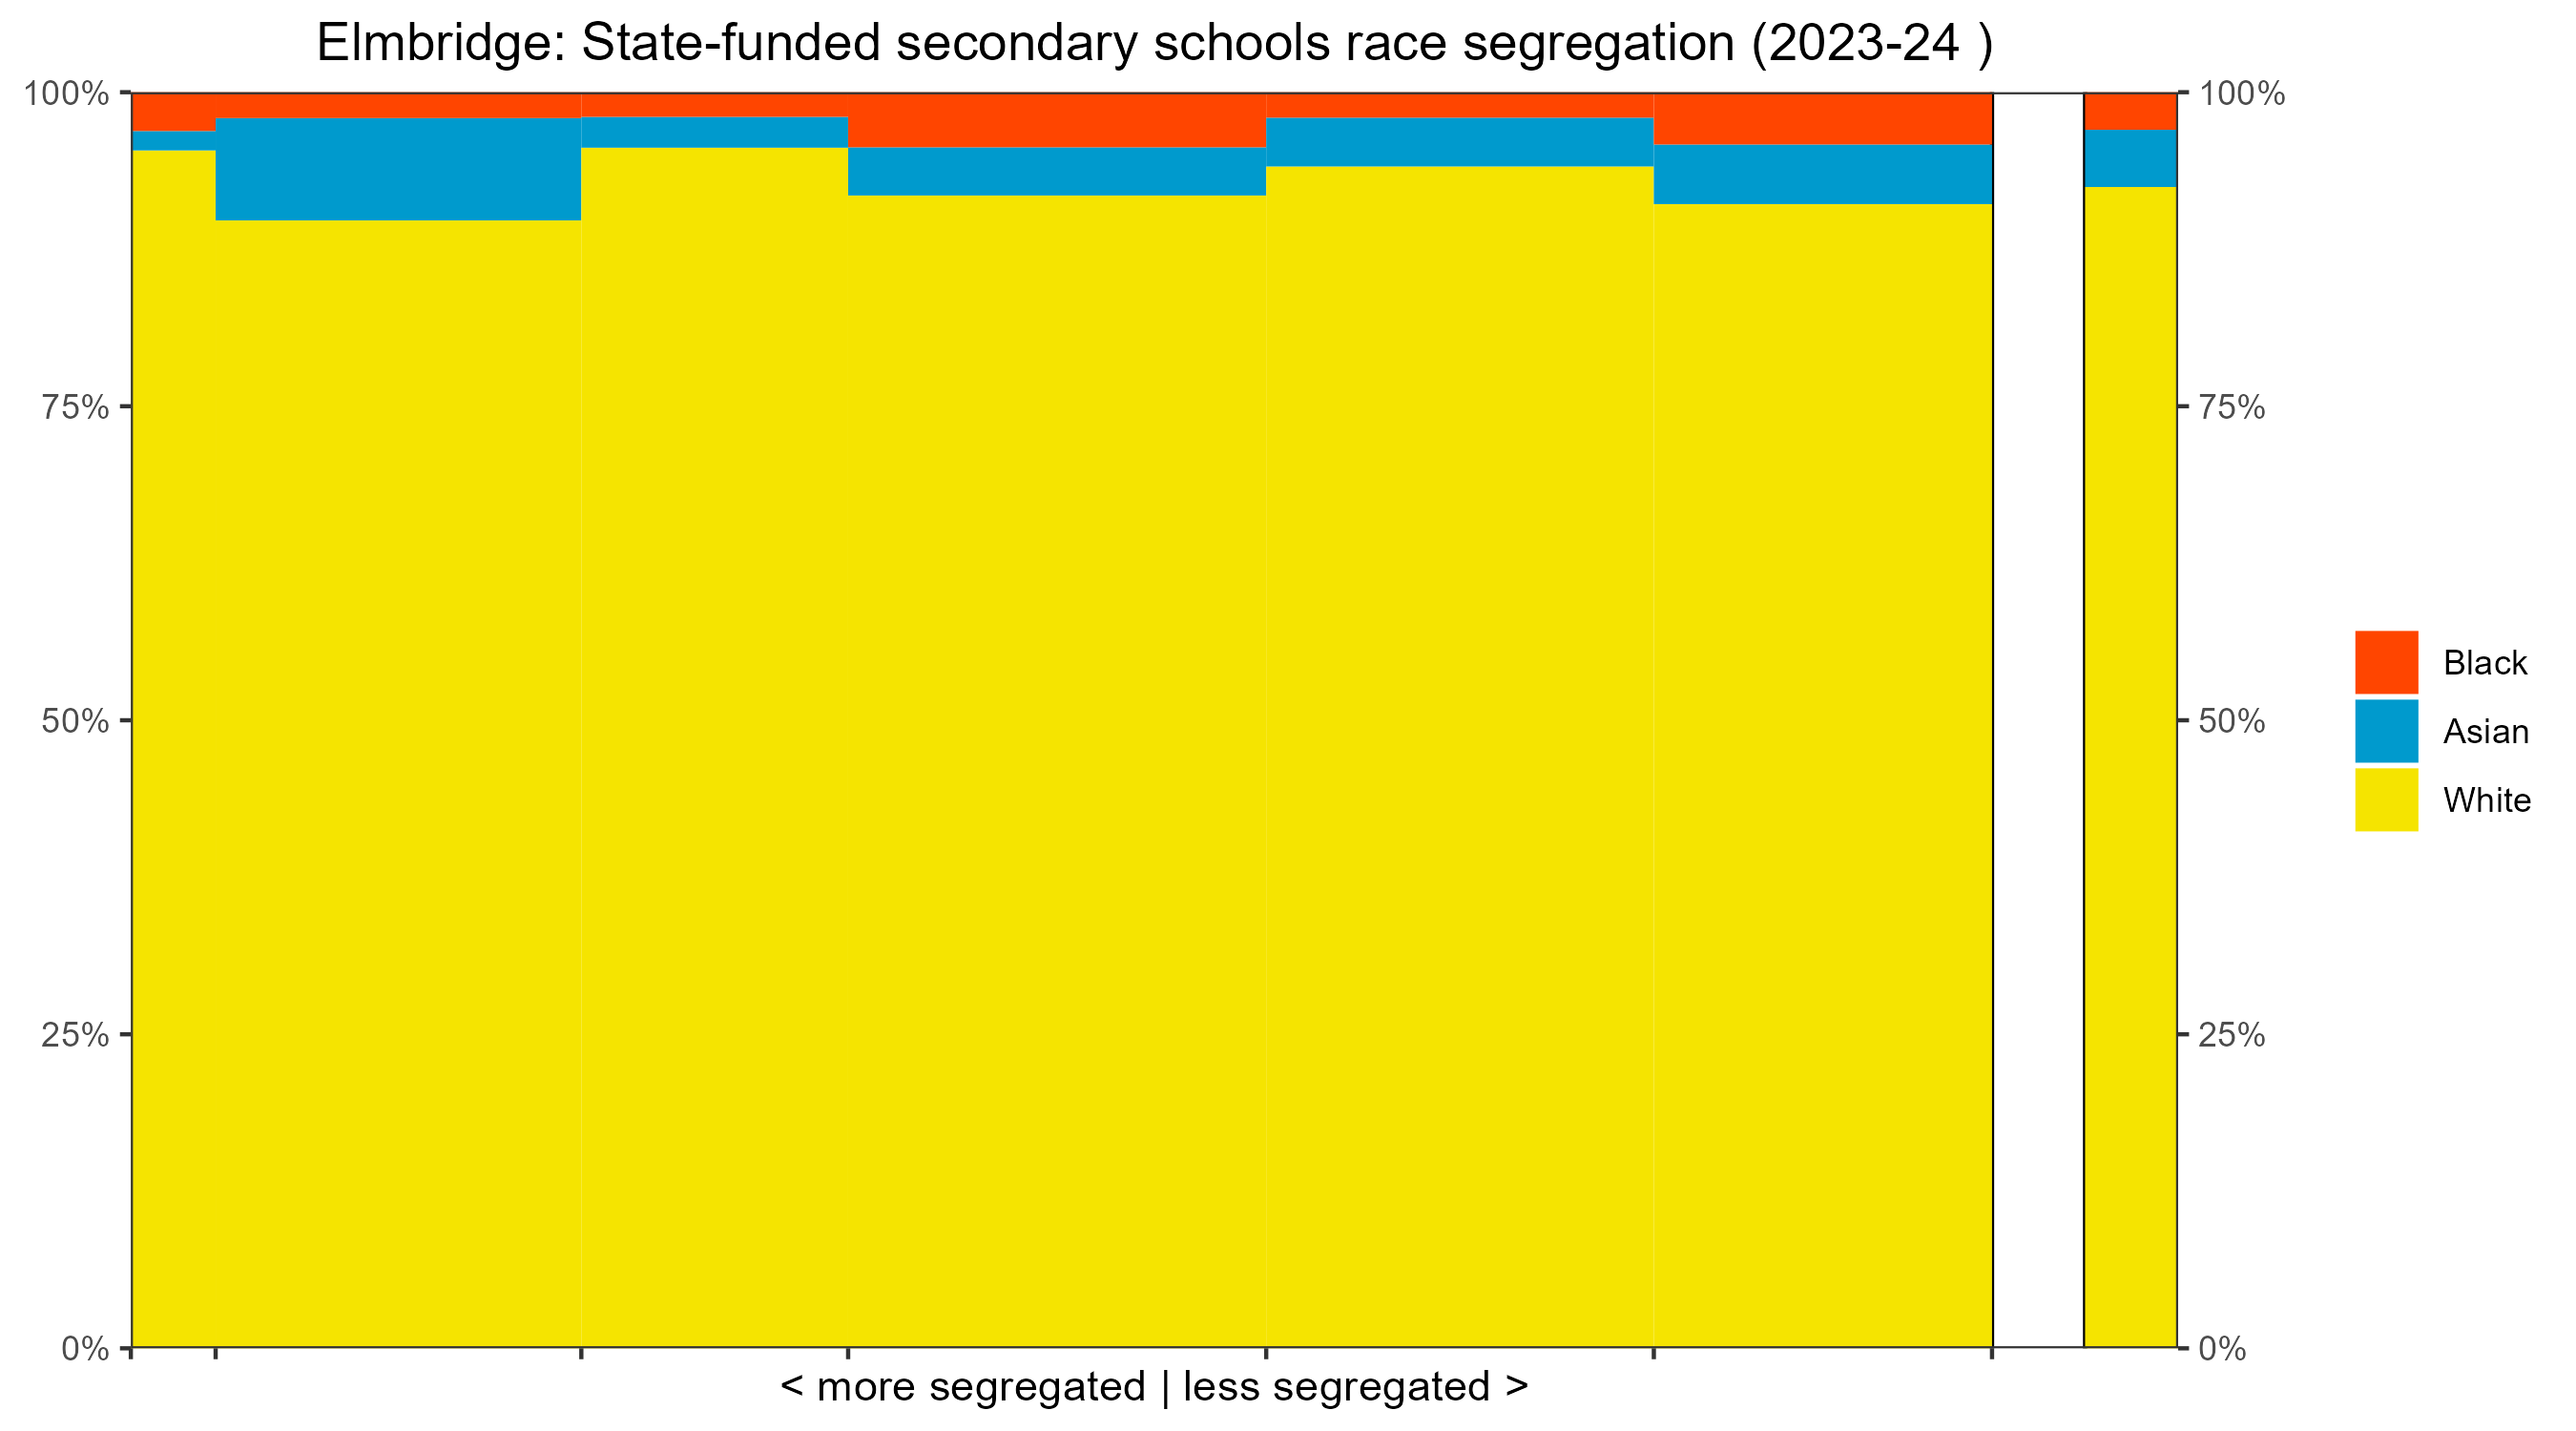 Elmbridge: State-funded secondary schools race segregation (2023-24 )
100%
100%
75%
75%
50%
50%
25%
25%
0%
0%
Black
Asian
White
< more segregated | less segregated >